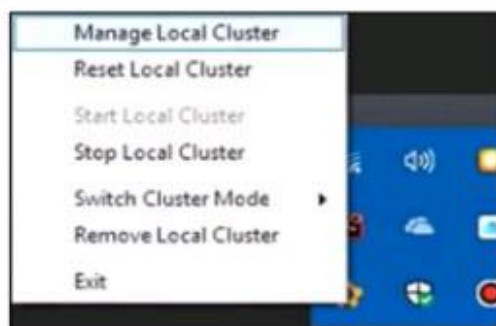 Manage Local Cluster
Reset Local Cluster
Start Local Cluster
Stop Local Cluster
Switch Cluster Mode
Remove Local Cluster
Exit